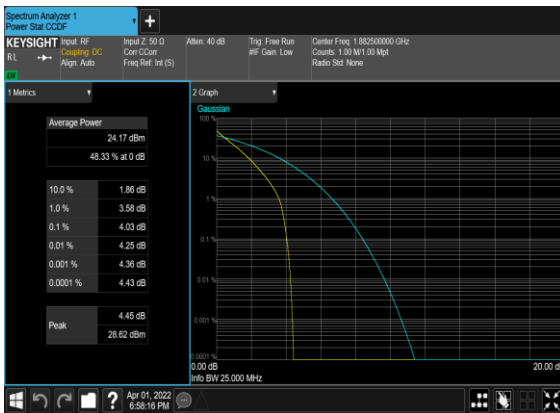 Spectrum Analyzer 1
Power Stat CCDF
+
KEYSIGHT
Input: RF
Input Z: 50 Ω
Atten: 40 dB
Trig: Free Run
Center Freq: 1.882500000 GHz
RL
Coupling: DC
Corr CCorr
#IF Gain: Low
Counts: 1.00 M/1.00 Mpt
Align: Auto
Freq Ref: Int (S)
Radio Std: None
LV
1 Metrics
2 Graph
Average Power
24.17 dBm
48.33 % at 0 dB
10.0 % 1.86 dB
1.0 % 3.58 dB
0.1 % 4.03 dB
0.01 % 4.25 dB
0.001 % 4.36 dB
0.0001 % 4.43 dB
Peak
4.45 dB
28.62 dBm
Gaussian
100 %
10 %
1 %
0.1 %
0.01 %
0.001 %
0.0001 %
0.00 dB
20.00 d
Info BW 25.000 MHz
?
Apr 01, 2022
6:58:16 PM